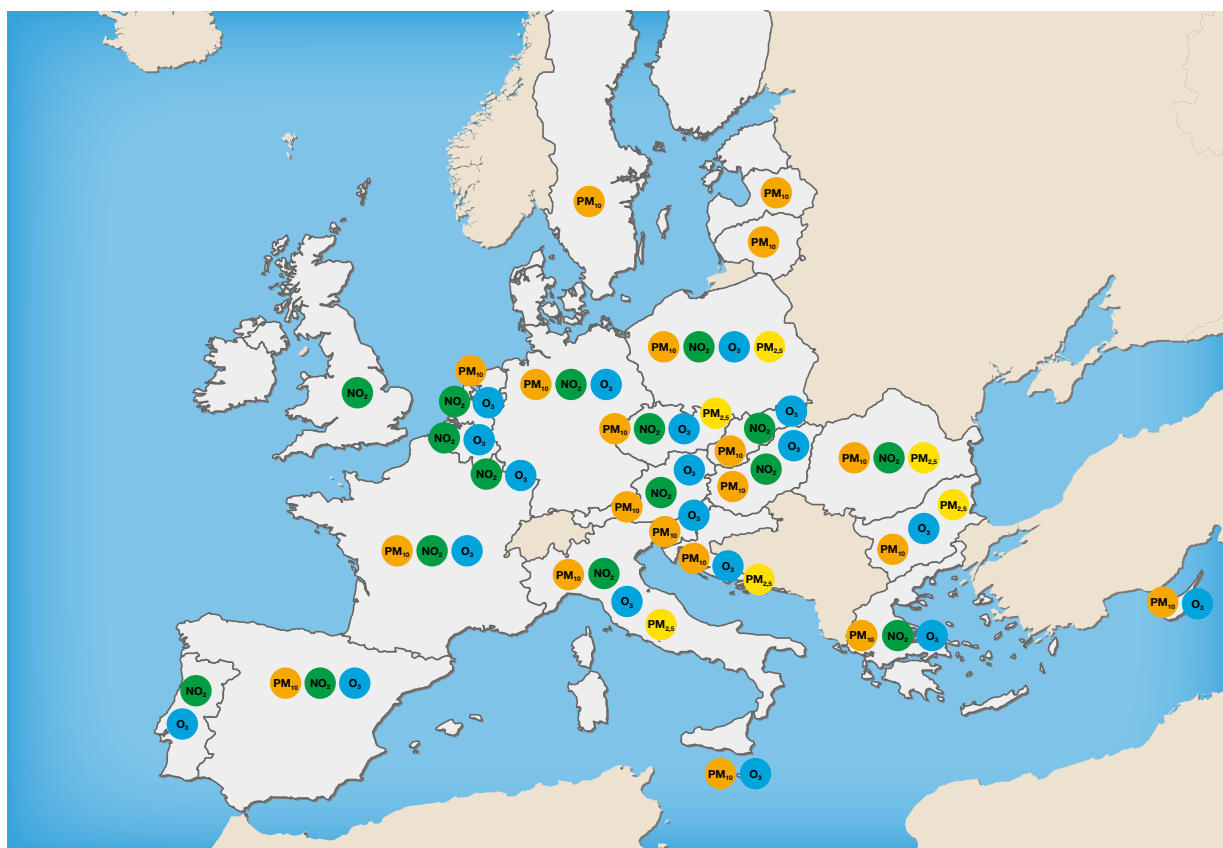 PM₁₀
PM₁₀
PM₁₀
PM₁₀ NO₂ O₃ PM₂,₅
PM₁₀
NO₂ O₃
PM₁₀ NO₂ O₃
NO₂
NO₂ O₃
PM₁₀ NO₂ O₃ PM₂,₅
NO₂ O₃
PM₁₀
O₃
NO₂
PM₁₀
NO₂ O₃
PM₁₀ NO₂ PM₂,₅
O₃
NO₂
PM₁₀
PM₂,₅
O₃
PM₁₀
PM₁₀ O₃
PM₁₀ NO₂ O₃
PM₁₀ O₃ PM₂,₅
PM₁₀ NO₂
O₃
PM₂,₅
PM₁₀ O₃
PM₁₀ NO₂ O₃
PM₁₀ NO₂ O₃
NO₂
O₃
PM₁₀ O₃